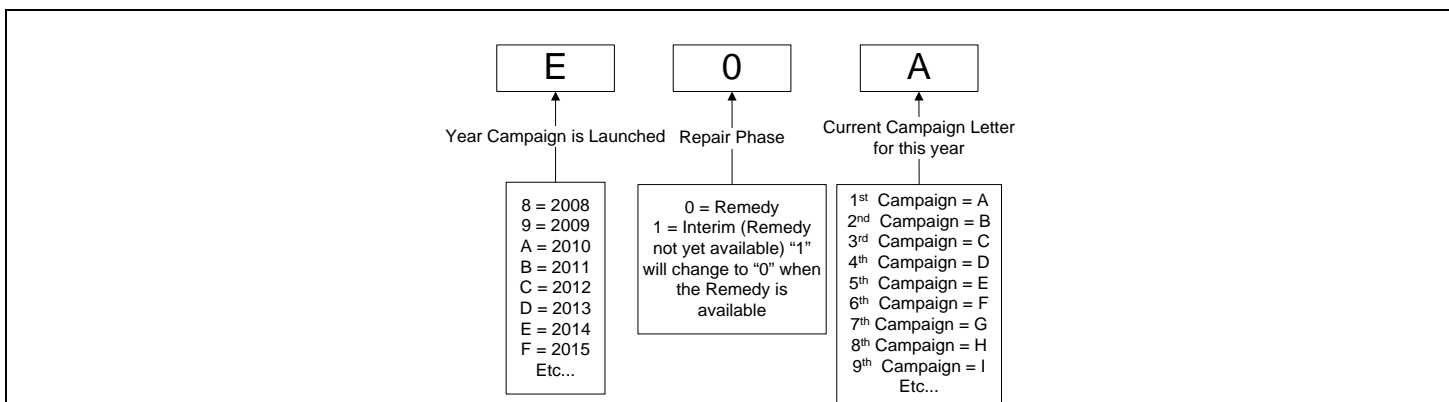 E
0
A
Year Campaign is Launched
Repair Phase
Current Campaign Letter
for this year
8 = 2008
9 = 2009
A = 2010
B = 2011
C = 2012
D = 2013
E = 2014
F = 2015
Etc...
0 = Remedy
1 = Interim (Remedy
not yet available) “1”
will change to “0” when
the Remedy is
available
1st Campaign = A
2nd Campaign = B
3rd Campaign = C
4th Campaign = D
5th Campaign = E
6th Campaign = F
7th Campaign = G
8th Campaign = H
9th Campaign = I
Etc...